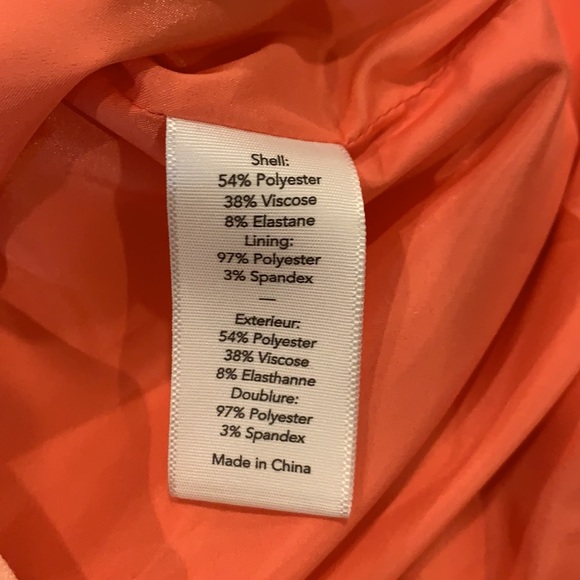 Shell:
54% Polyester
38% Viscose
8% Elastane
Lining:
97% Polyester
3% Spandex
—
Exterieur:
54% Polyester
38% Viscose
8% Elasthanne
Doublure:
97% Polyester
3% Spandex
Made in China